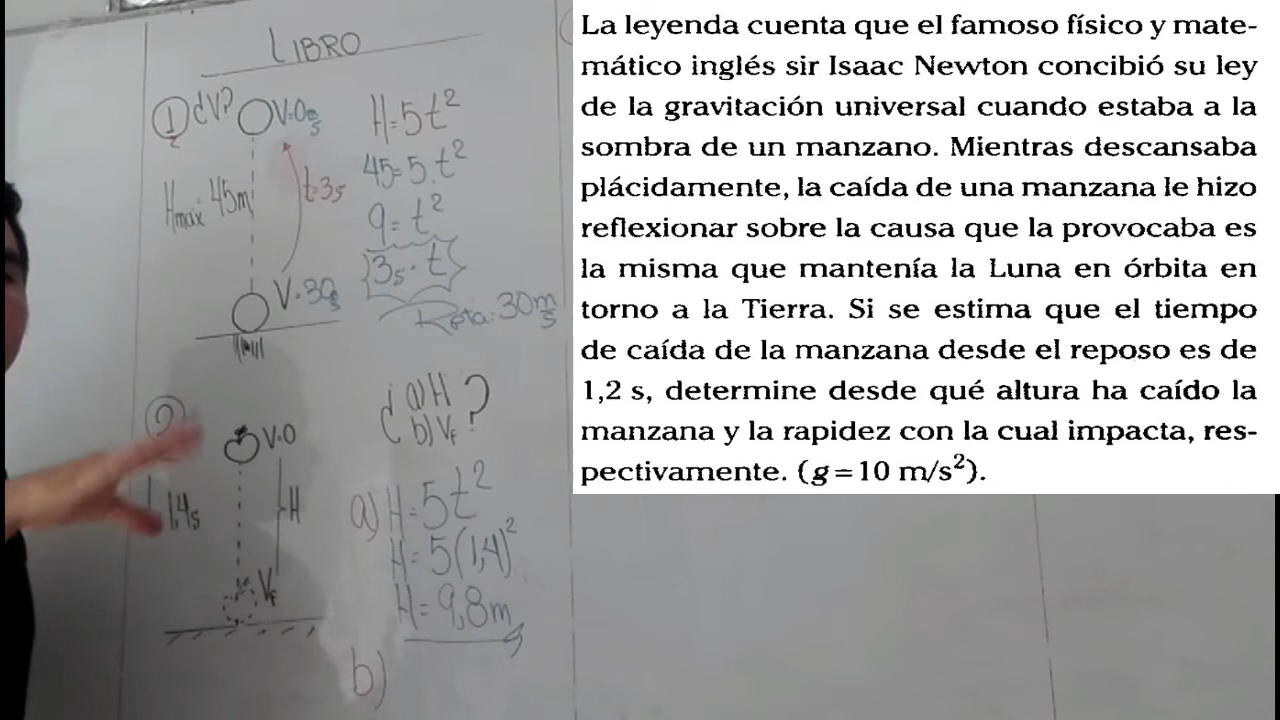 LIBRO
1 ¿V?
V=0m/s
Hmáx=45m
t=3s
V=30m/s
H=5t²
45=5.t²
9=t²
3s=t
Rpta: 30m/s
2
V=0
1,4s
H
Vf
¿ a) H
b) Vf ?
a) H=5t²
H=5(1,4)²
H=9,8m
b)
La leyenda cuenta que el famoso físico y mate-
mático inglés sir Isaac Newton concibió su ley
de la gravitación universal cuando estaba a la
sombra de un manzano. Mientras descansaba
plácidamente, la caída de una manzana le hizo
reflexionar sobre la causa que la provocaba es
la misma que mantenía la Luna en órbita en
torno a la Tierra. Si se estima que el tiempo
de caída de la manzana desde el reposo es de
1,2 s, determine desde qué altura ha caído la
manzana y la rapidez con la cual impacta, res-
pectivamente. (g=10 m/s²).